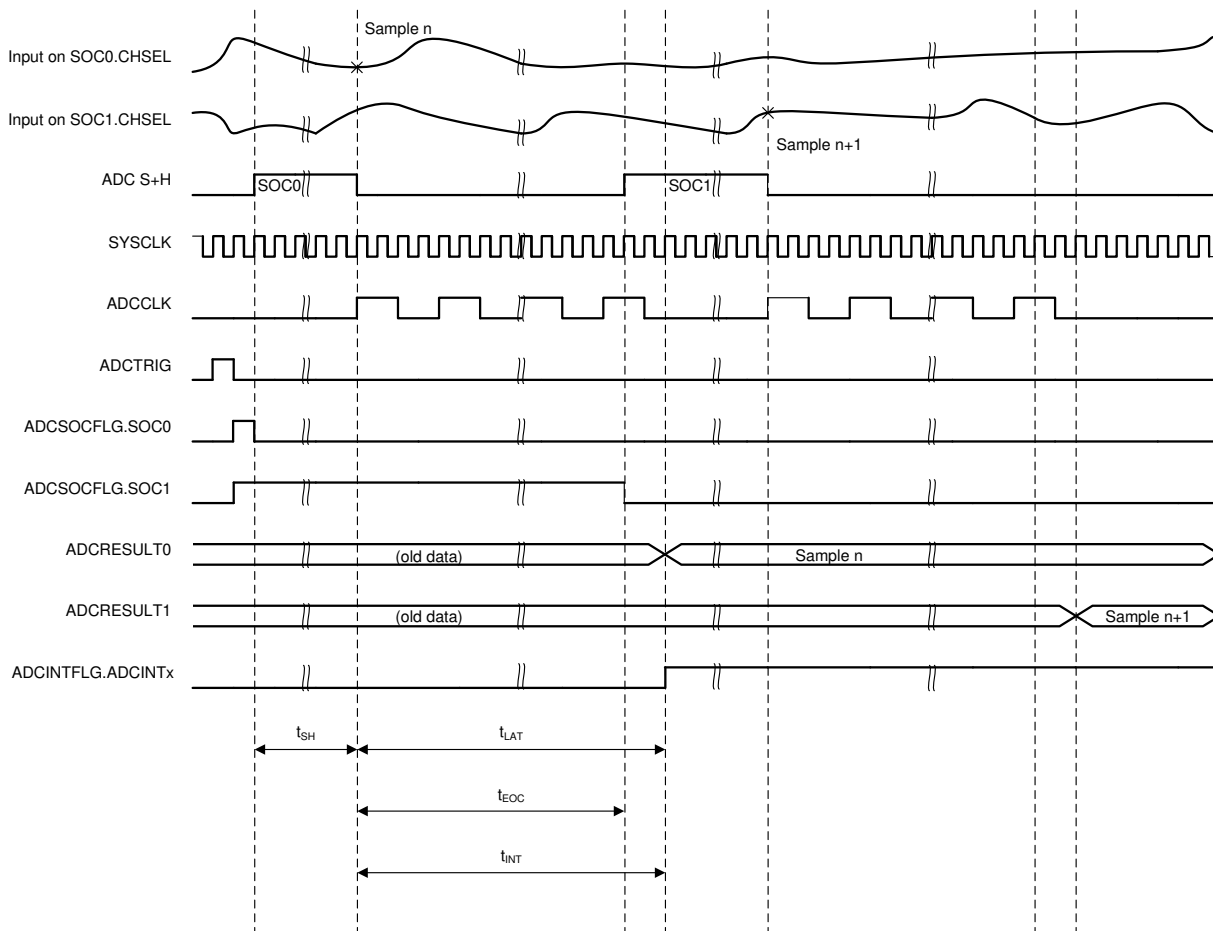 Sample n
Input on SOC0.CHSEL
Input on SOC1.CHSEL
Sample n+1
ADC S+H
SOC0
SOC1
SYSCLK
ADCCLK
ADCTRIG
ADCSOCFLG.SOC0
ADCSOCFLG.SOC1
ADCRESULT0
(old data)
Sample n
ADCRESULT1
(old data)
Sample n+1
ADCINTFLG.ADCINTx
tSH
tLAT
tEOC
tINT